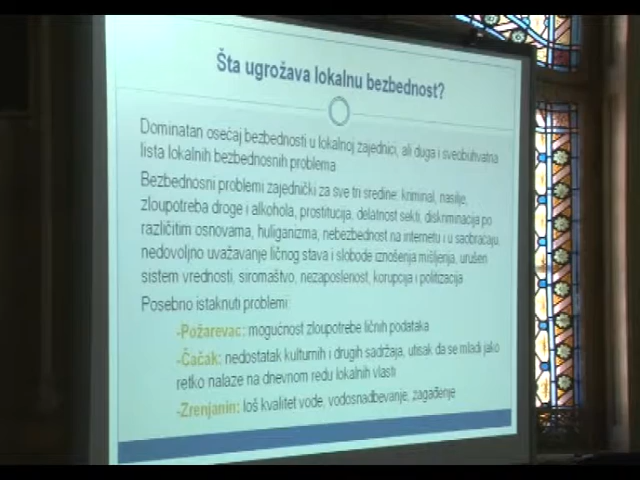 Šta ugrožava lokalnu bezbednost?
Dominatan osećaj bezbednosti u lokalnoj zajednici, ali duga i sveobuhvatna
lista lokalnih bezbednosnih problema
Bezbednosni problemi zajednički za sve tri sredine: kriminal, nasilje,
zloupotreba droge i alkohola, prostitucija, delatnost sekti, diskriminacija po
različitim osnovama, huliganizma, nebezbednost na internetu i u saobraćaju,
nedovoljno uvažavanje ličnog stava i slobode iznošenja mišljenja, urušen
sistem vrednosti, siromaštvo, nezaposlenost, korupcija i politizacija
Posebno istaknuti problemi:
-Požarevac: mogućnost zloupotrebe ličnih podataka
-Čačak: nedostatak kulturnih i drugih sadržaja, utisak da se mladi jako
retko nalaze na dnevnom redu lokalnih vlasti
-Zrenjanin: loš kvalitet vode, vodosnadbevanje, zagađenje